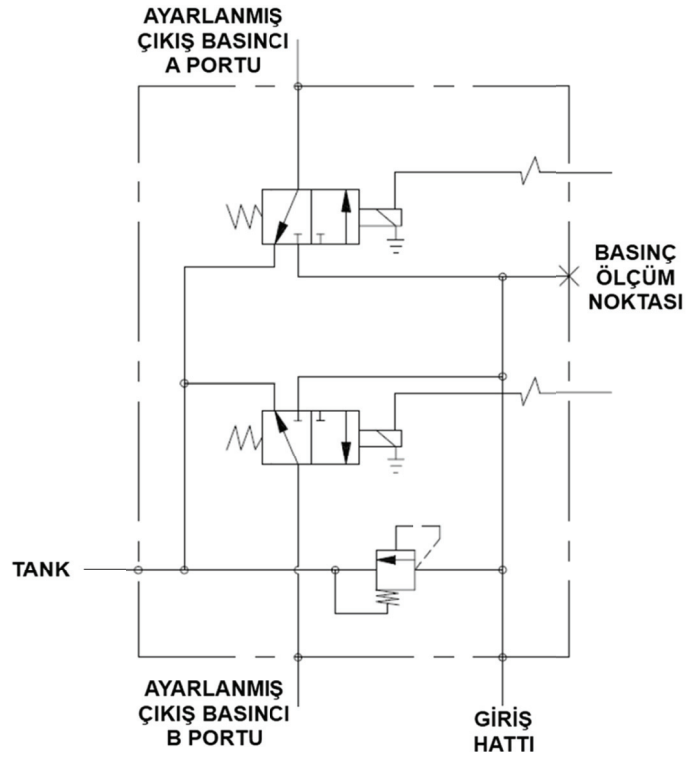 AYARLANMIŞ
ÇIKIŞ BASINCI
A PORTU
BASINÇ
ÖLÇÜM
NOKTASI
TANK
AYARLANMIŞ
ÇIKIŞ BASINCI
B PORTU
GİRİŞ
HATTI